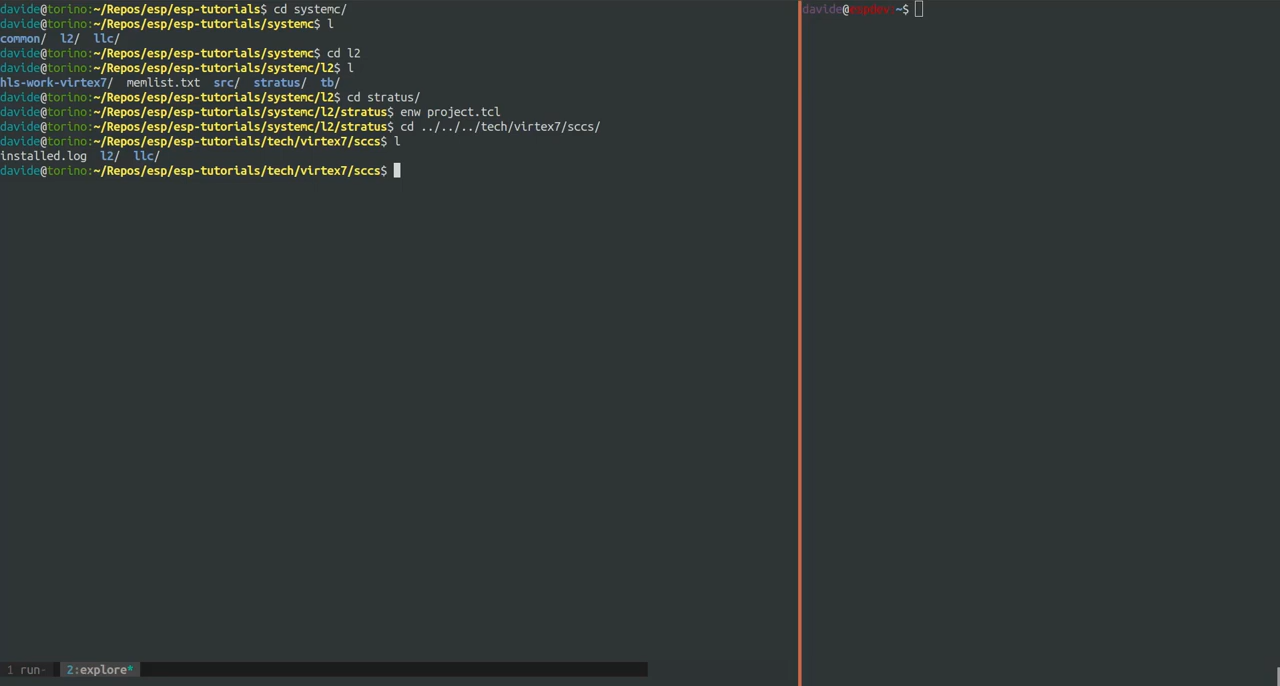 davide@torino:~/Repos/esp/esp-tutorials$ cd systemc/
davide@torino:~/Repos/esp/esp-tutorials/systemc$ l
common/  l2/  llc/
davide@torino:~/Repos/esp/esp-tutorials/systemc$ cd l2
davide@torino:~/Repos/esp/esp-tutorials/systemc/l2$ l
hls-work-virtex7/  memlist.txt  src/  stratus/  tb/
davide@torino:~/Repos/esp/esp-tutorials/systemc/l2$ cd stratus/
davide@torino:~/Repos/esp/esp-tutorials/systemc/l2/stratus$ enw project.tcl
davide@torino:~/Repos/esp/esp-tutorials/systemc/l2/stratus$ cd ../../../tech/virtex7/sccs/
davide@torino:~/Repos/esp/esp-tutorials/tech/virtex7/sccs$ l
installed.log  l2/  llc/
davide@torino:~/Repos/esp/esp-tutorials/tech/virtex7/sccs$
1 run-  2:explore*
davide@espdev:~$